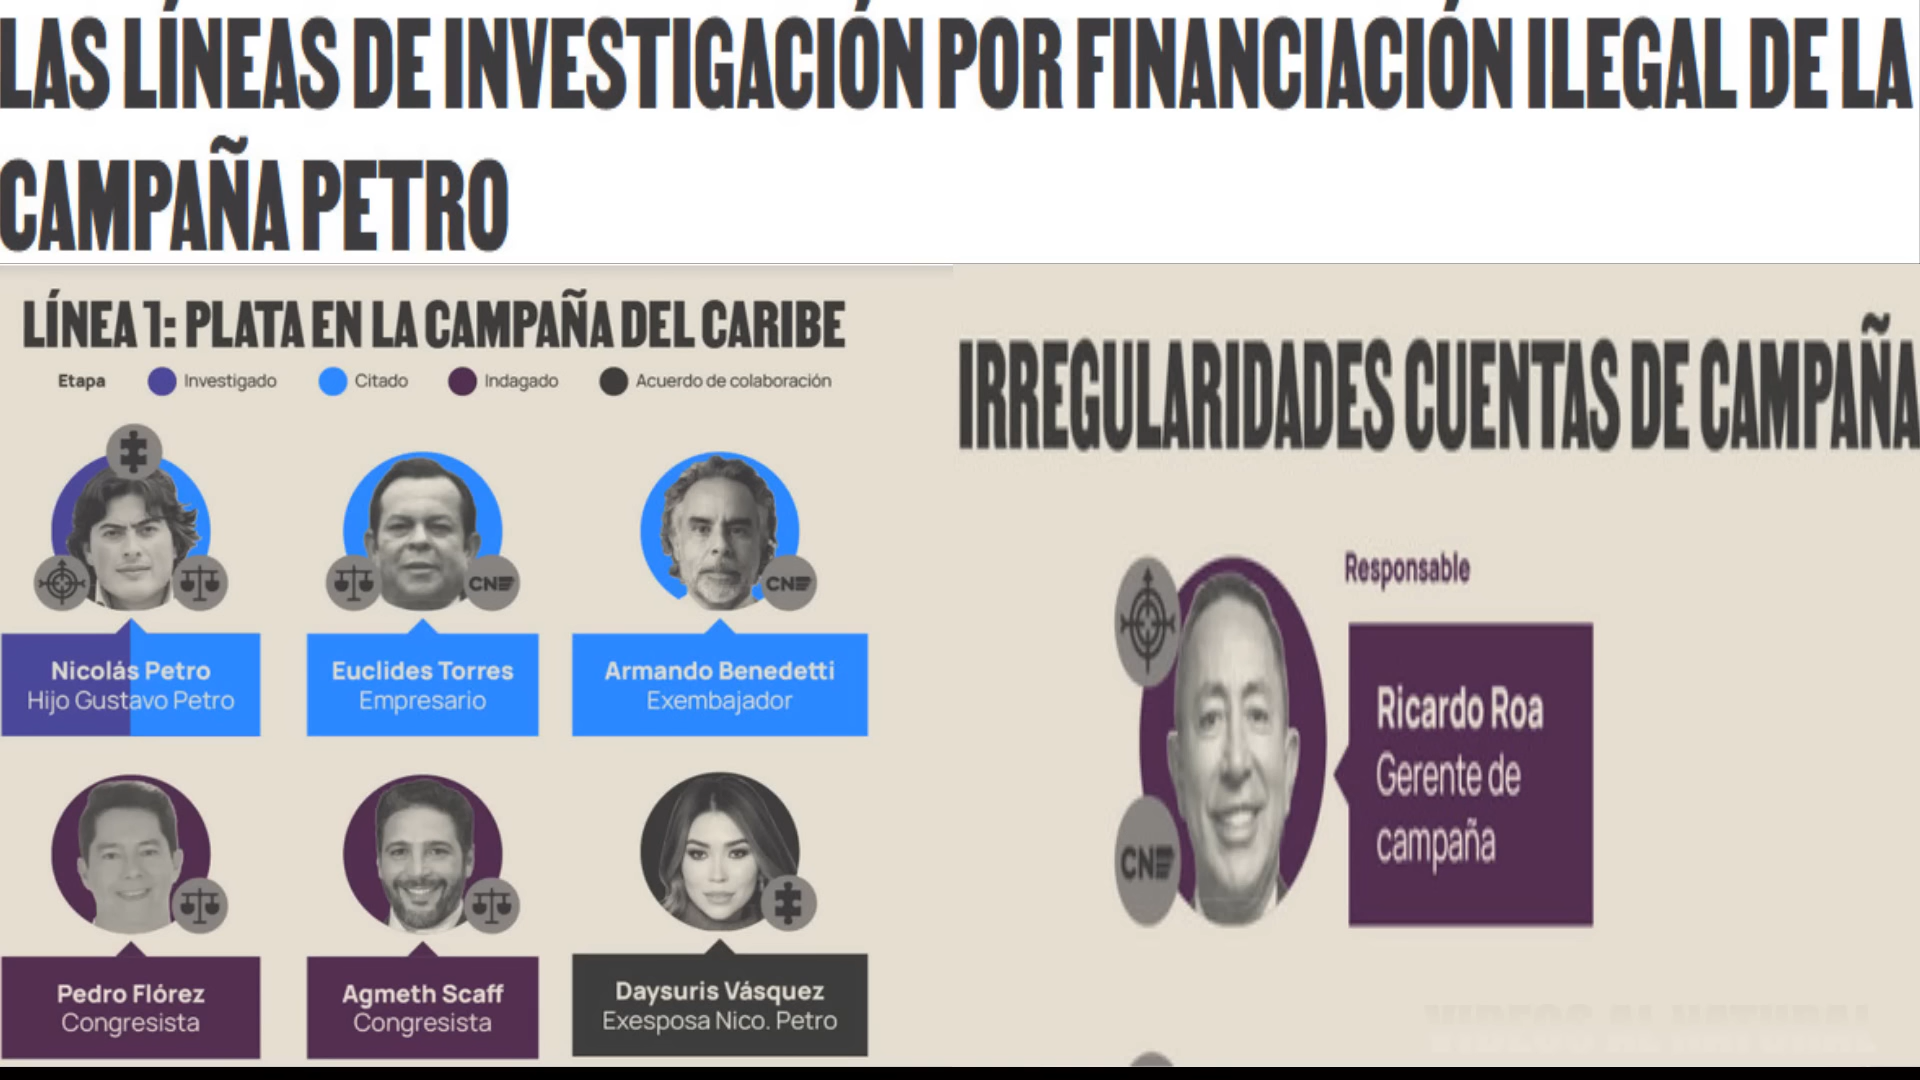 LAS LÍNEAS DE INVESTIGACIÓN POR FINANCIACIÓN ILEGAL DE LA
CAMPAÑA PETRO
LÍNEA 1: PLATA EN LA CAMPAÑA DEL CARIBE
Etapa
Investigado
Citado
Indagado
Acuerdo de colaboración
CNE
CNE
Nicolás Petro
Hijo Gustavo Petro
Euclides Torres
Empresario
Armando Benedetti
Exembajador
Pedro Flórez
Congresista
Agmeth Scaff
Congresista
Daysuris Vásquez
Exesposa Nico. Petro
IRREGULARIDADES CUENTAS DE CAMPAÑA
Responsable
CNE
Ricardo Roa
Gerente de
campaña
VIDEOS AL NATURAL